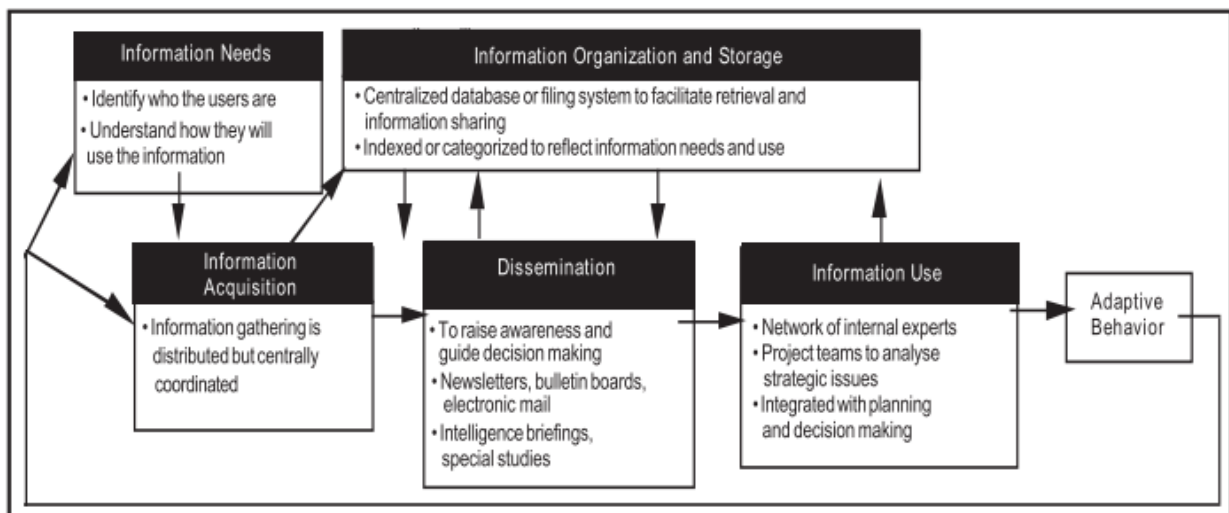 Information Needs
• Identify who the users are
• Understand how they will
use the information
Information Organization and Storage
• Centralized database or filing system to facilitate retrieval and
information sharing
• Indexed or categorized to reflect information needs and use
Information
Acquisition
• Information gathering is
distributed but centrally
coordinated
Dissemination
• To raise awareness and
guide decision making
• Newsletters, bulletin boards,
electronic mail
• Intelligence briefings,
special studies
Information Use
• Network of internal experts
• Project teams to analyse
strategic issues
• Integrated with planning
and decision making
Adaptive
Behavior